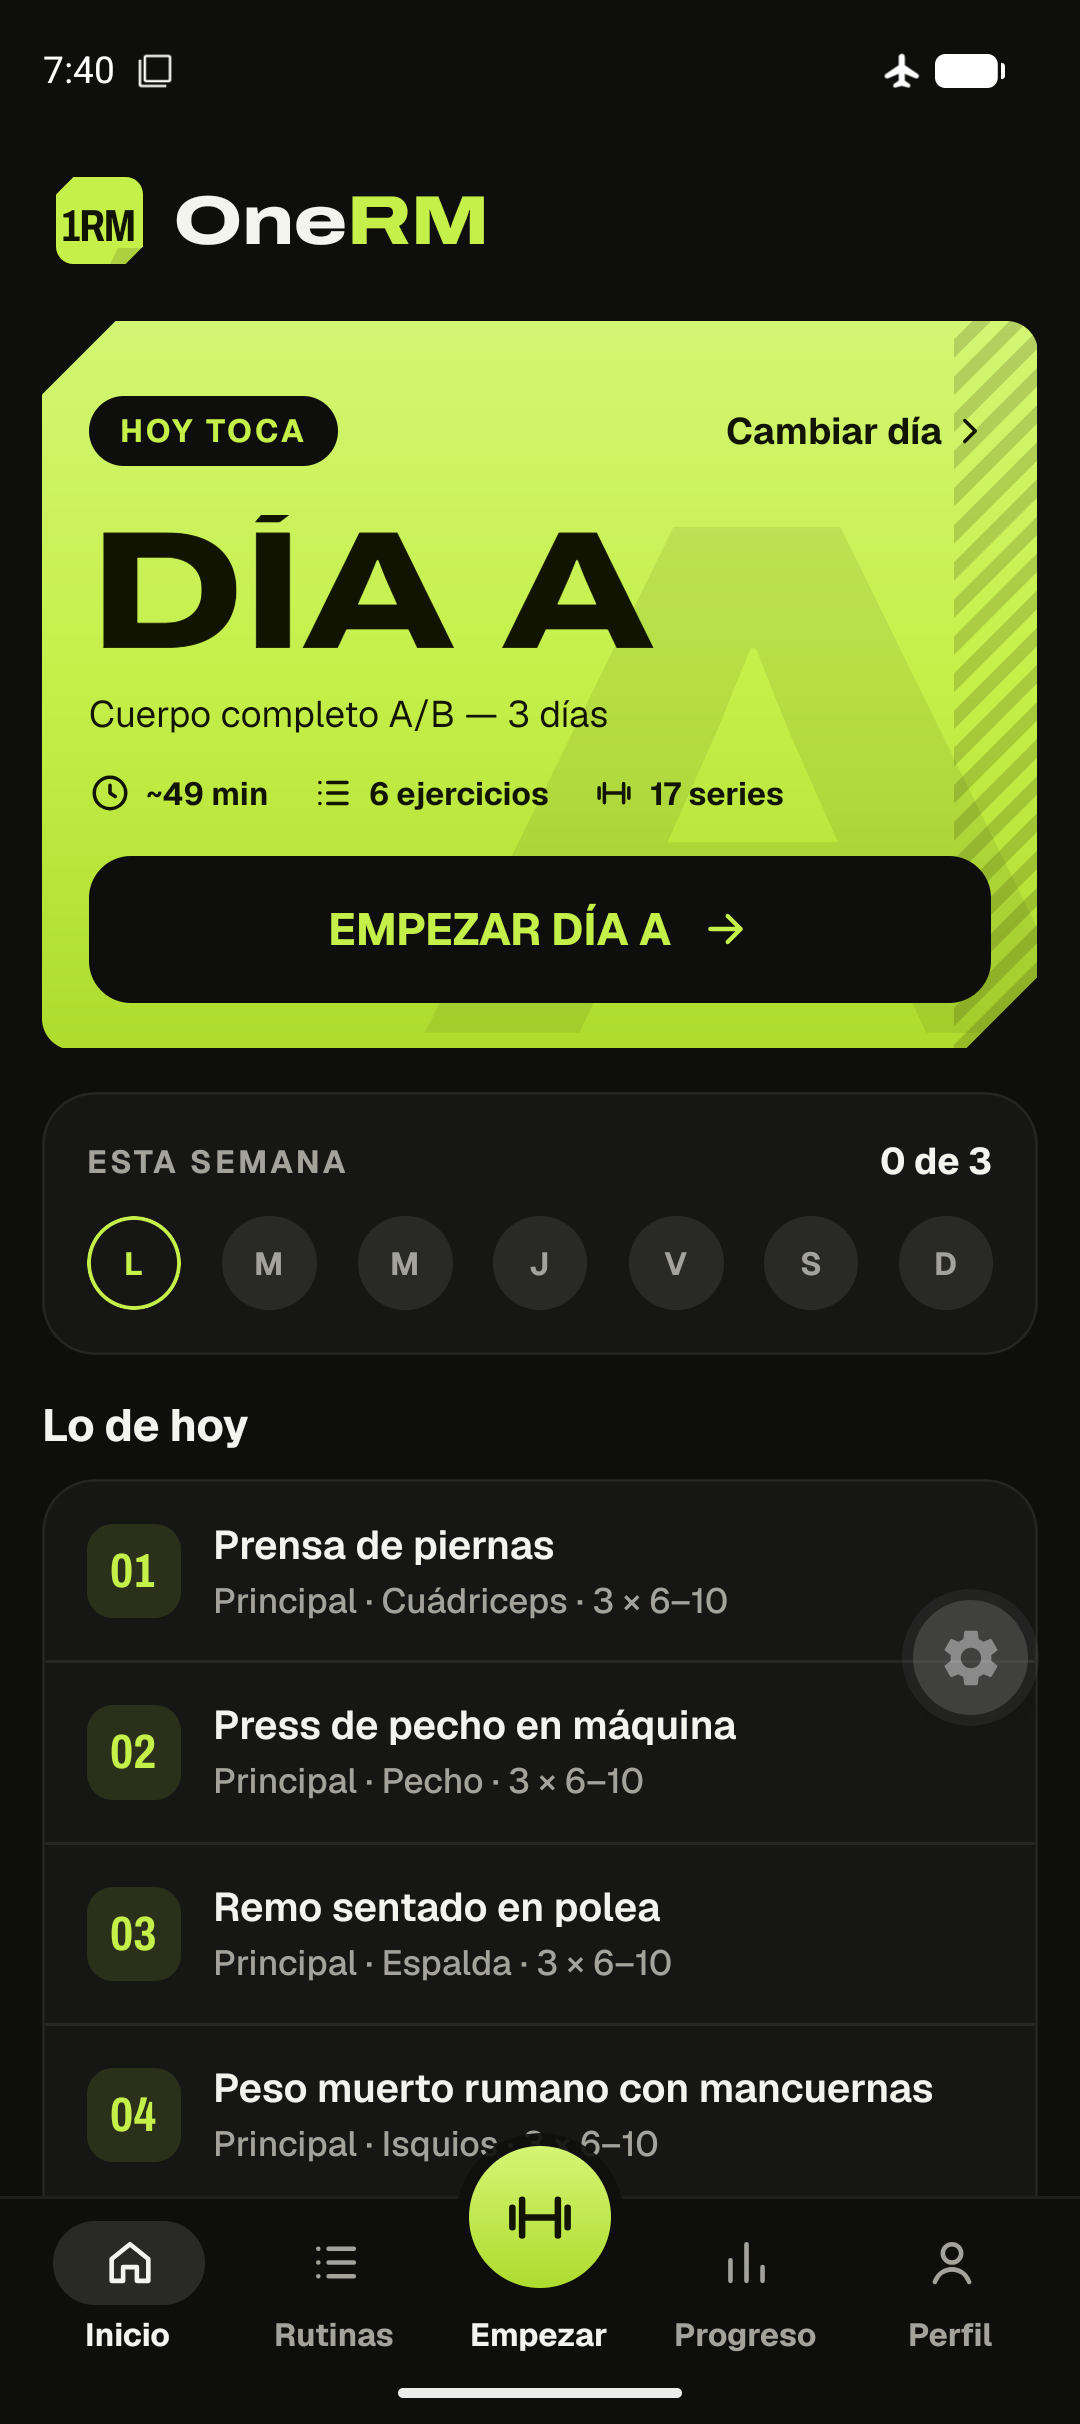 7:40
1RM OneRM
HOY TOCA
Cambiar día
DÍA A
Cuerpo completo A/B — 3 días
~49 min 6 ejercicios 17 series
EMPEZAR DÍA A
ESTA SEMANA 0 de 3
L M M J V S D
Lo de hoy
01 Prensa de piernas
Principal · Cuádriceps · 3 × 6–10
02 Press de pecho en máquina
Principal · Pecho · 3 × 6–10
03 Remo sentado en polea
Principal · Espalda · 3 × 6–10
04 Peso muerto rumano con mancuernas
Principal · Isquios · 6–10
Inicio Rutinas Empezar Progreso Perfil